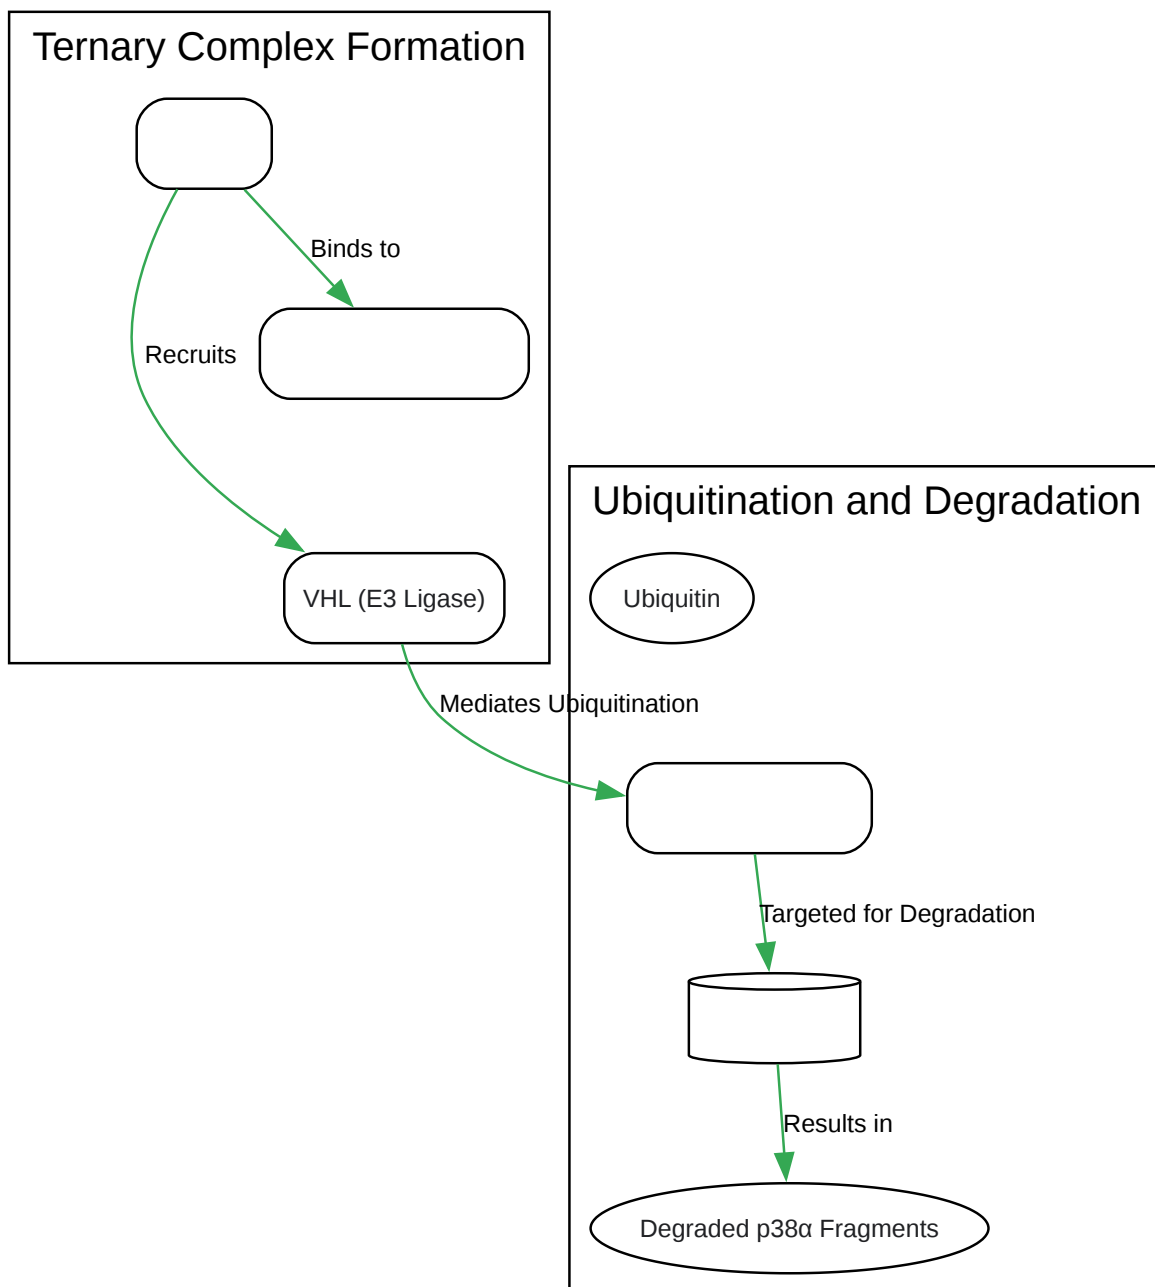 Ternary Complex Formation
Binds to
Recruits
VHL (E3 Ligase)
Ubiquitination and Degradation
Ubiquitin
Mediates Ubiquitination
Targeted for Degradation
Results in
Degraded p38α Fragments